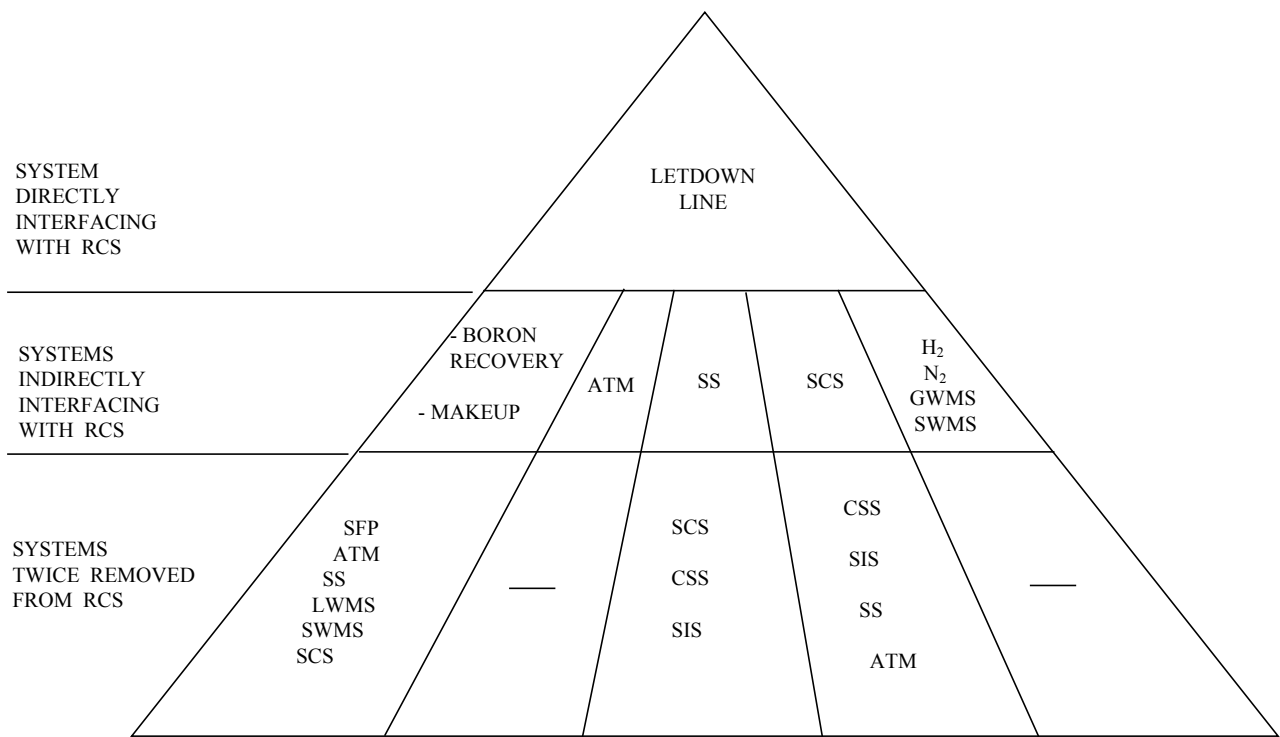 SYSTEM
DIRECTLY
INTERFACING
WITH RCS
LETDOWN
LINE
SYSTEMS
INDIRECTLY
INTERFACING
WITH RCS
- BORON
RECOVERY
- MAKEUP
ATM
SS
SCS
H₂
N₂
GWMS
SWMS
SYSTEMS
TWICE REMOVED
FROM RCS
SFP
ATM
SS
LWMS
SWMS
SCS
—
SCS
CSS
SIS
CSS
SIS
SS
ATM
—